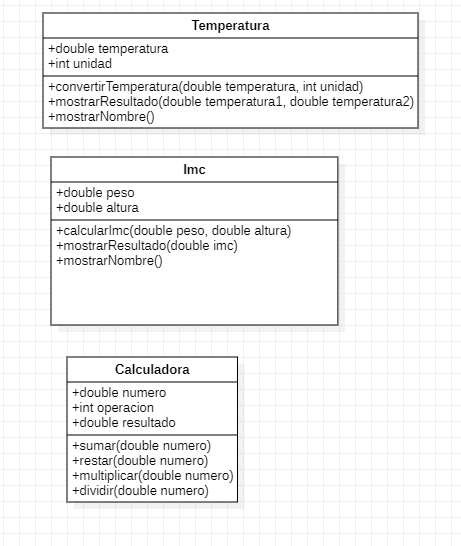 Temperatura
+double temperatura
+int unidad
+convertirTemperatura(double temperatura, int unidad)
+mostrarResultado(double temperatura1, double temperatura2)
+mostrarNombre()
Imc
+double peso
+double altura
+calcularImc(double peso, double altura)
+mostrarResultado(double imc)
+mostrarNombre()
Calculadora
+double numero
+int operacion
+double resultado
+sumar(double numero)
+restar(double numero)
+multiplicar(double numero)
+dividir(double numero)